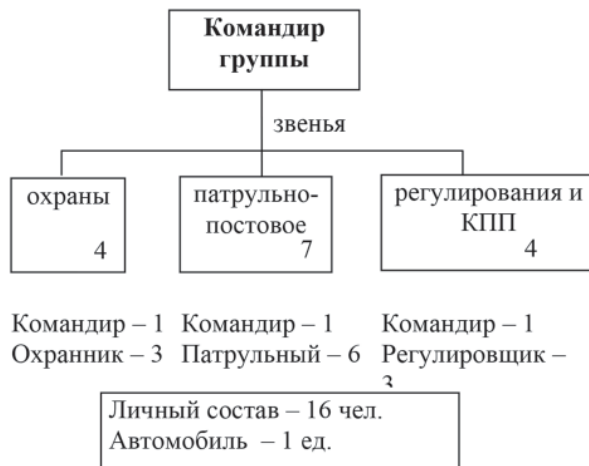 Командир
группы
звенья
охраны
4
патрульно-
постовое
7
регулирования и
КПП
4
Командир – 1
Охранник – 3
Командир – 1
Патрульный – 6
Командир – 1
Регулировщик –
3
Личный состав – 16 чел.
Автомобиль – 1 ед.